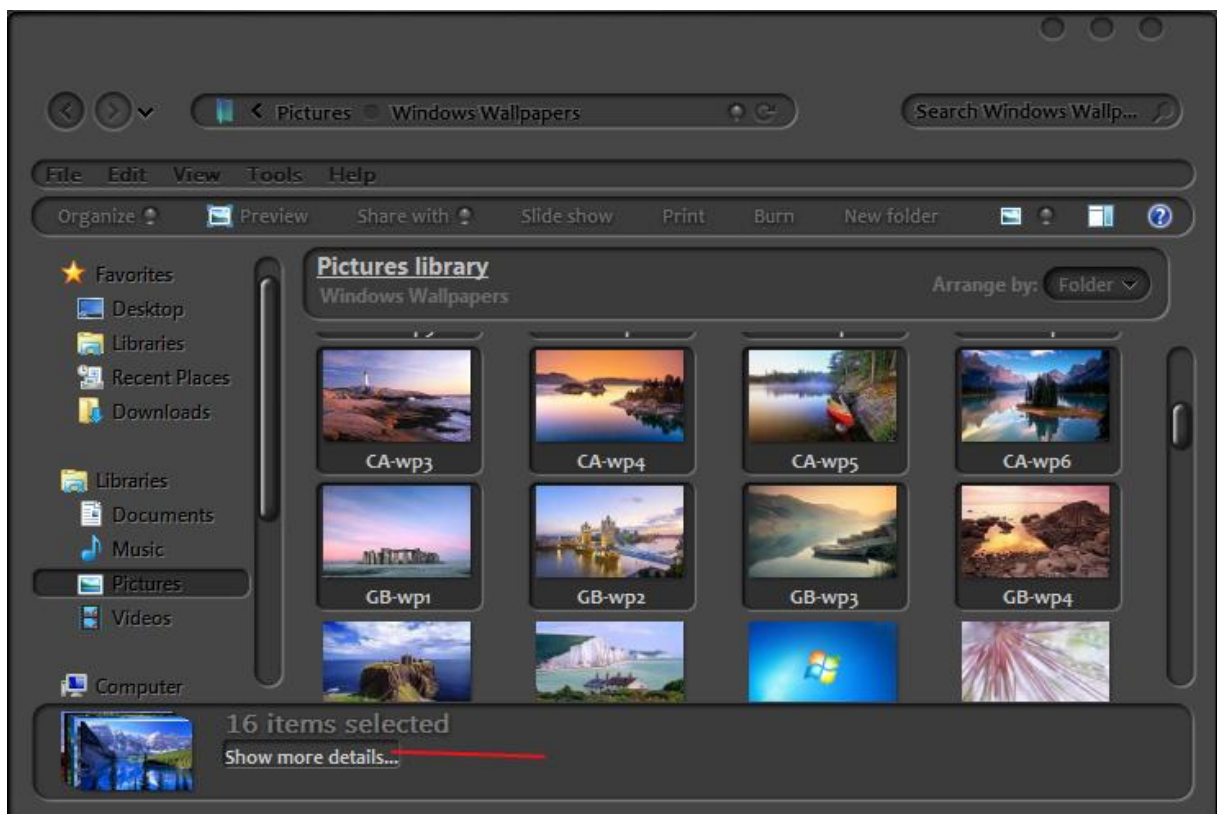 Pictures Windows Wallpapers
Search Windows Wallp...
File Edit View Tools Help
Organize Preview Share with Slide show Print Burn New folder
Favorites
Desktop
Libraries
Recent Places
Downloads
Libraries
Documents
Music
Pictures
Videos
Computer
Pictures library
Windows Wallpapers
Arrange by: Folder
CA-wp3 CA-wp4 CA-wp5 CA-wp6
GB-wp1 GB-wp2 GB-wp3 GB-wp4
16 items selected
Show more details...